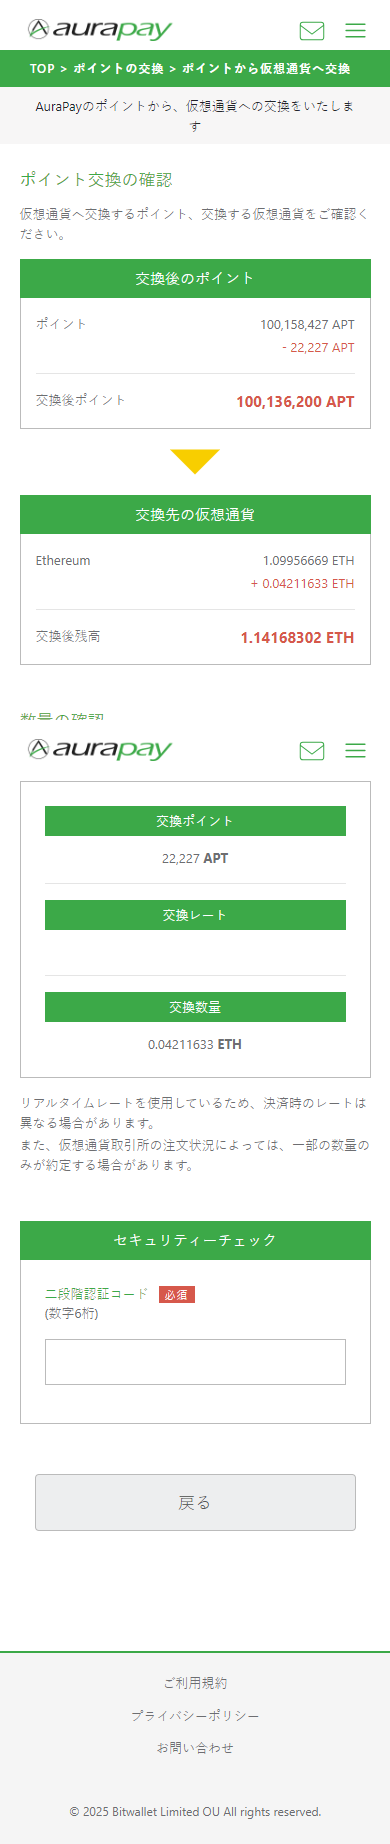 aurapay
TOP > ポイントの交換 > ポイントから仮想通貨へ交換
AuraPayのポイントから、仮想通貨への交換をいたしま
す
ポイント交換の確認
仮想通貨へ交換するポイント、交換する仮想通貨をご確認く
ださい。
交換後のポイント
ポイント 100,158,427 APT
- 22,227 APT
交換後ポイント 100,136,200 APT
交換先の仮想通貨
Ethereum 1.09956669 ETH
+ 0.04211633 ETH
交換後残高 1.14168302 ETH
数量の確認
aurapay
交換ポイント
22,227 APT
交換レート
交換数量
0.04211633 ETH
リアルタイムレートを使用しているため、決済時のレートは
異なる場合があります。
また、仮想通貨取引所の注文状況によっては、一部の数量の
みが約定する場合があります。
セキュリティーチェック
二段階認証コード 必須
(数字6桁)
戻る
ご利用規約
プライバシーポリシー
お問い合わせ
© 2025 Bitwallet Limited OU All rights reserved.